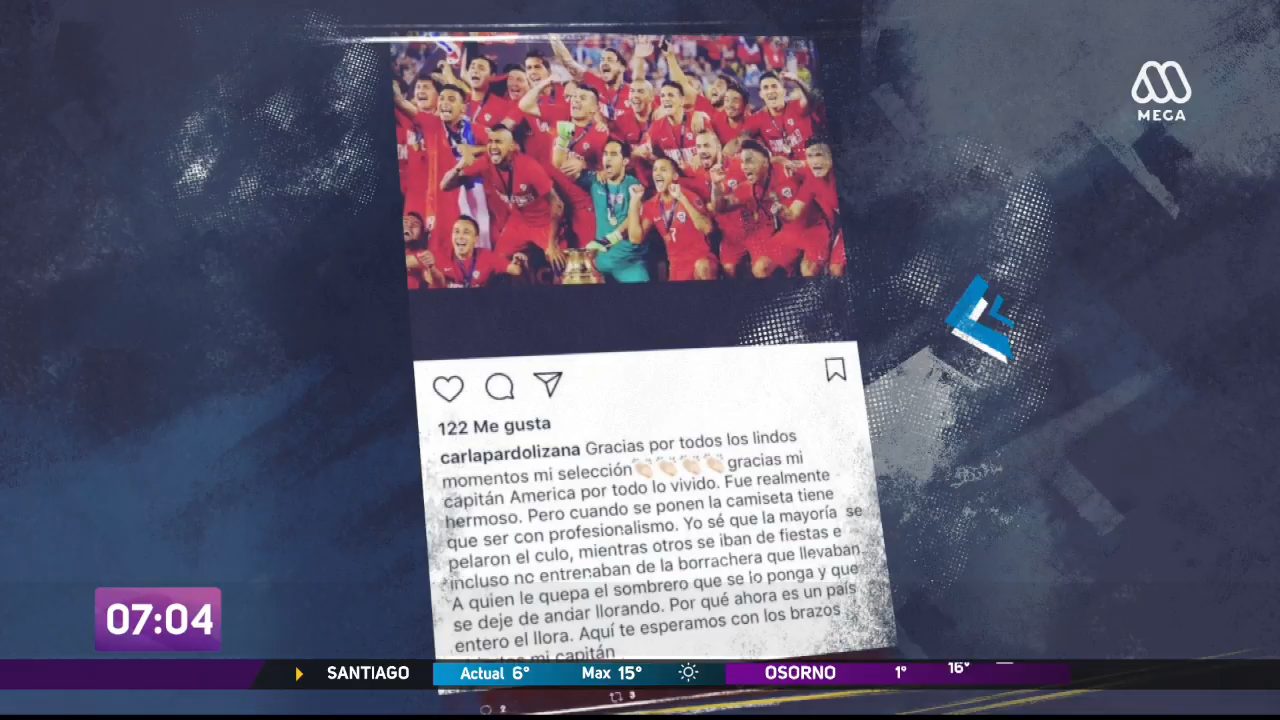 MEGA
122 Me gusta
carlapardolizana Gracias por todos los lindos
momentos mi selección👏🏻👏🏻👏🏻👏🏻gracias mi
capitán America por todo lo vivido. Fue realmente
hermoso. Pero cuando se ponen la camiseta tiene
que ser con profesionalismo. Yo sé que la mayoría se
pelaron el culo, mientras otros se iban de fiestas e
incluso no entrenaban de la borrachera que llevaban.
A quien le quepa el sombrero que se lo ponga y que
se deje de andar llorando. Por qué ahora es un país
entero el llora. Aquí te esperamos con los brazos
mi capitán
07:04
SANTIAGO Actual 6° Max 15° OSORNO 1° 16°